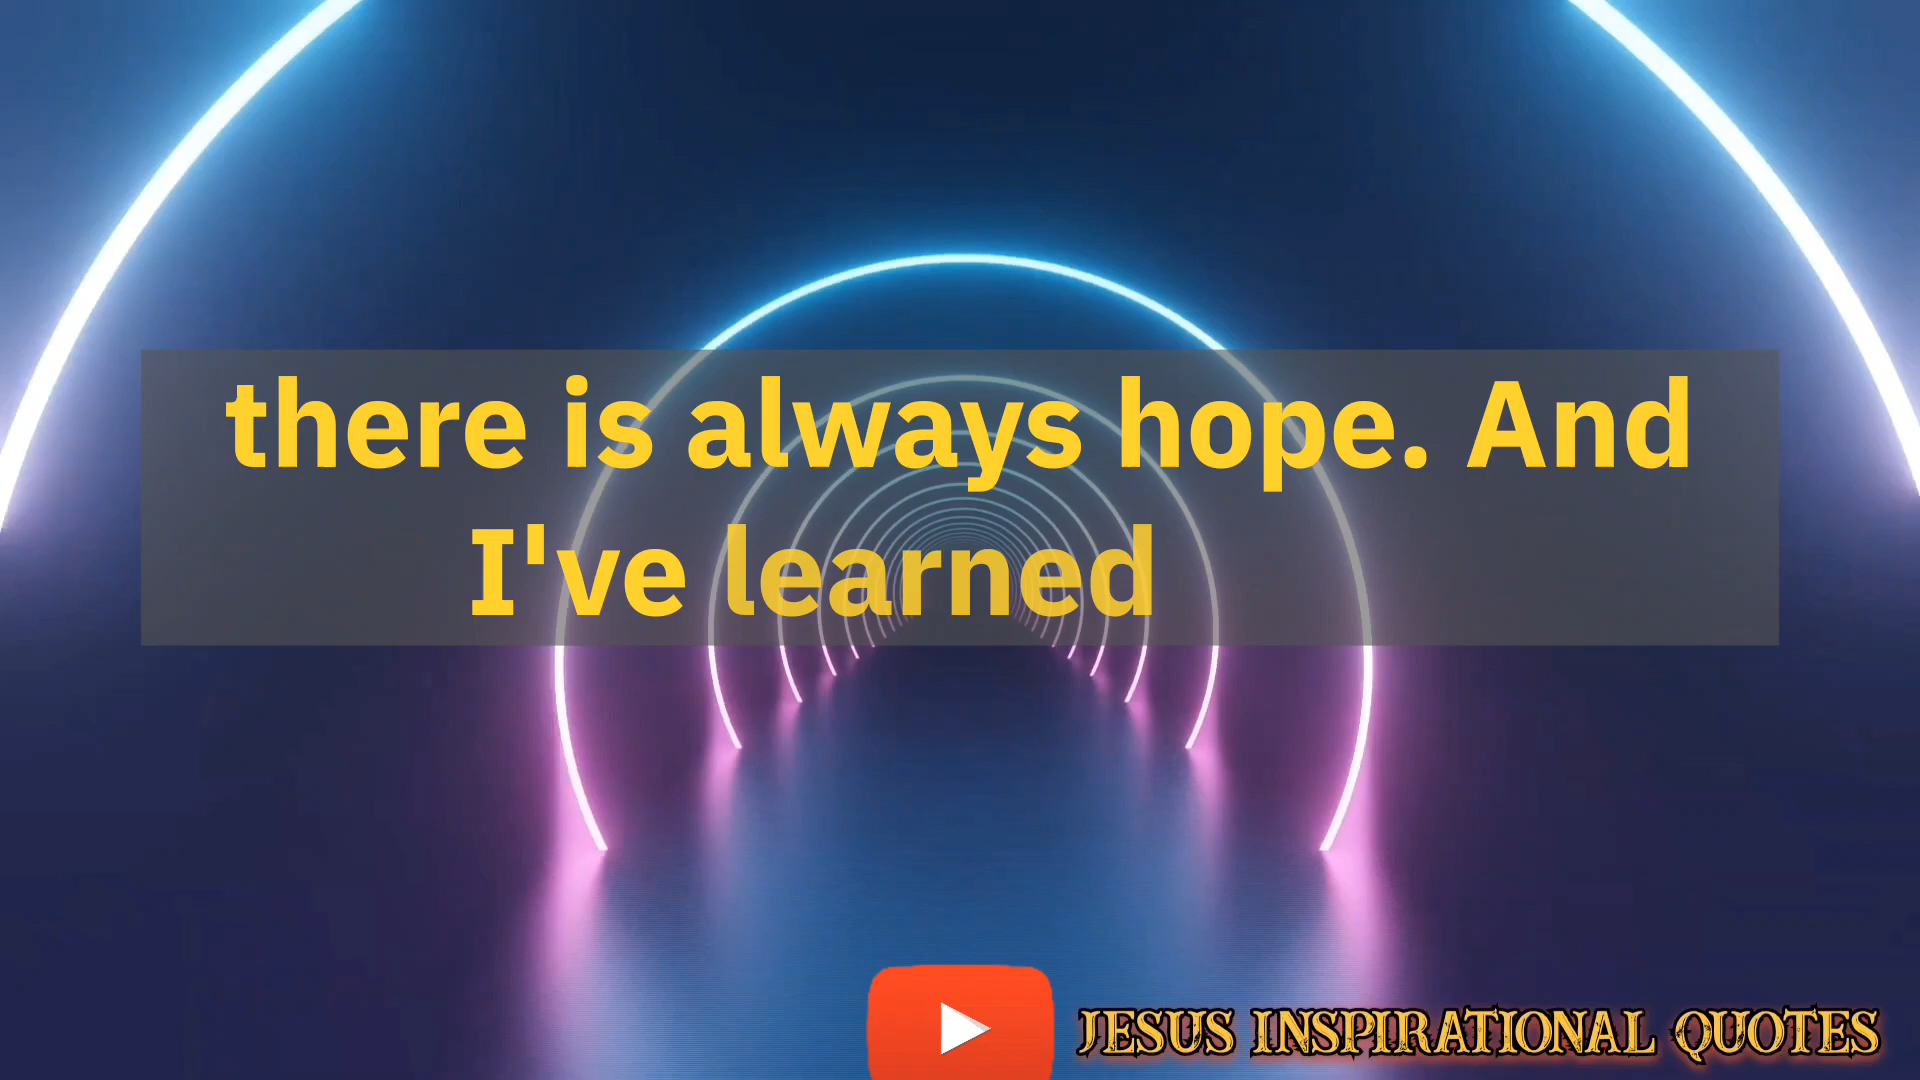 there is always hope. And
I've learned
JESUS INSPIRATIONAL QUOTES